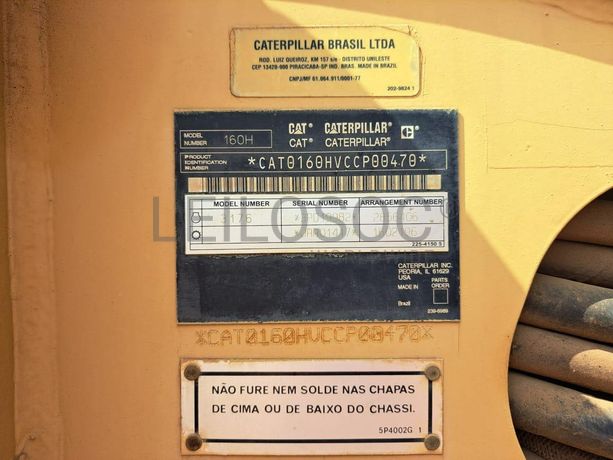 CATERPILLAR BRASIL LTDA
ROD. LUIZ QUEIROZ, KM 157 s/n - DISTRITO UNILESTE
CEP 13420-900 PIRACICABA-SP IND. BRAS. MADE IN BRAZIL
CNPJ/MF 61.064.911/0001-77
202-9824 1
MODEL NUMBER 160H
CAT CATERPILLAR
CAT® CATERPILLAR
PRODUCT IDENTIFICATION NUMBER *CAT0160HVCCP00470*
MODEL NUMBER SERIAL NUMBER ARRANGEMENT NUMBER
3176
LEILOSOC
225-4150 5
CATERPILLAR INC.
PEORIA, IL 61629
USA
MADE IN
PARTS ORDER
Brazil
239-6989
*CAT0160HVCCP00470*
NÃO FURE NEM SOLDE NAS CHAPAS
DE CIMA OU DE BAIXO DO CHASSI.
5P4002G 1